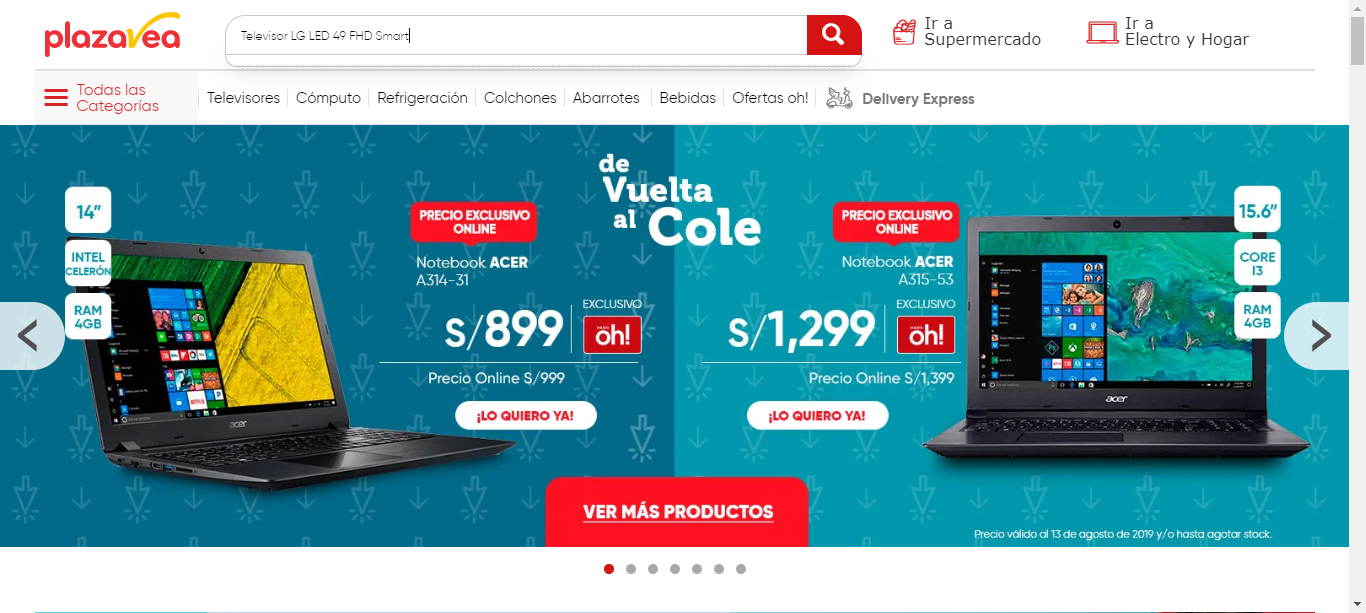 plazavea
Televisor LG LED 49 FHD Smart
Ir a
Supermercado
Ir a
Electro y Hogar
Todas las
Categorías
Televisores
Cómputo
Refrigeración
Colchones
Abarrotes
Bebidas
Ofertas oh!
Delivery Express
de
Vuelta
al Cole
14”
INTEL
CELERÓN
RAM
4GB
PRECIO EXCLUSIVO
ONLINE
Notebook ACER
A314-31
S/899
EXCLUSIVO
oh!
Precio Online S/999
¡LO QUIERO YA!
acer
PRECIO EXCLUSIVO
ONLINE
Notebook ACER
A315-53
S/1,299
EXCLUSIVO
oh!
Precio Online S/1,399
¡LO QUIERO YA!
15.6”
CORE
I3
RAM
4GB
acer
VER MÁS PRODUCTOS
Precio válido al 13 de agosto de 2019 y/o hasta agotar stock.